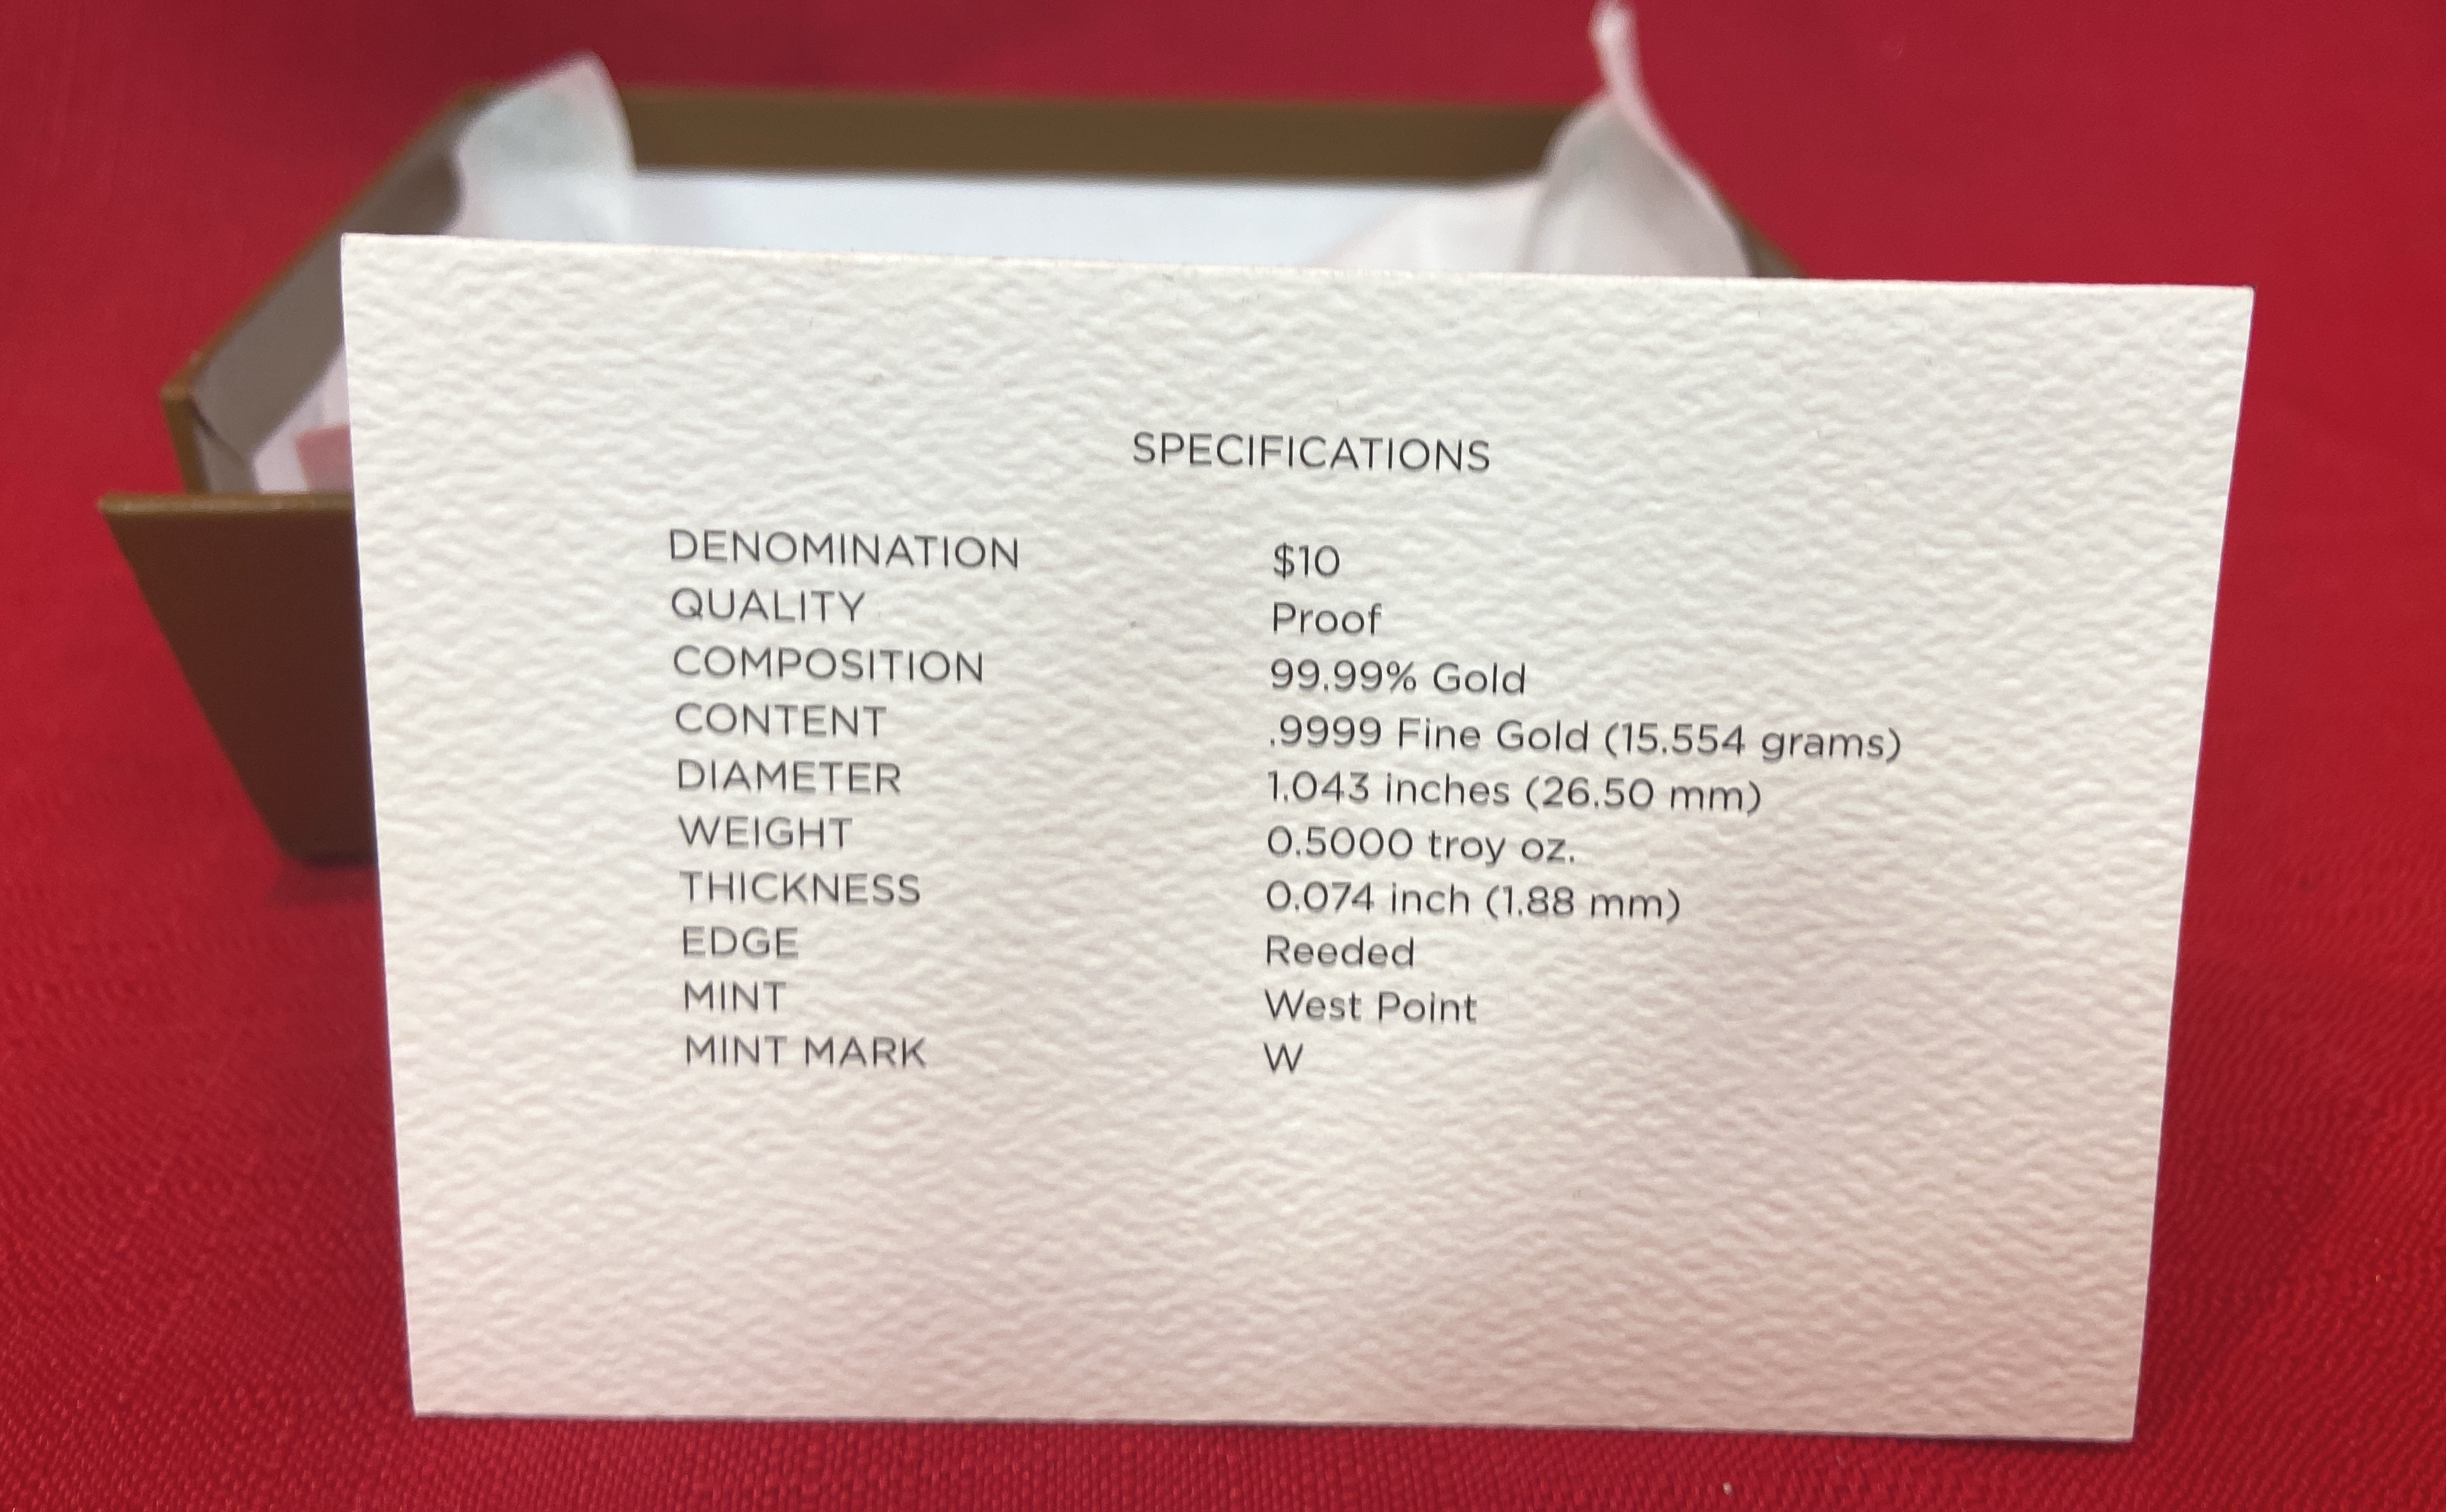 SPECIFICATIONS
DENOMINATION $10
QUALITY Proof
COMPOSITION 99.99% Gold
CONTENT .9999 Fine Gold (15.554 grams)
DIAMETER 1.043 inches (26.50 mm)
WEIGHT 0.5000 troy oz.
THICKNESS 0.074 inch (1.88 mm)
EDGE Reeded
MINT West Point
MINT MARK W